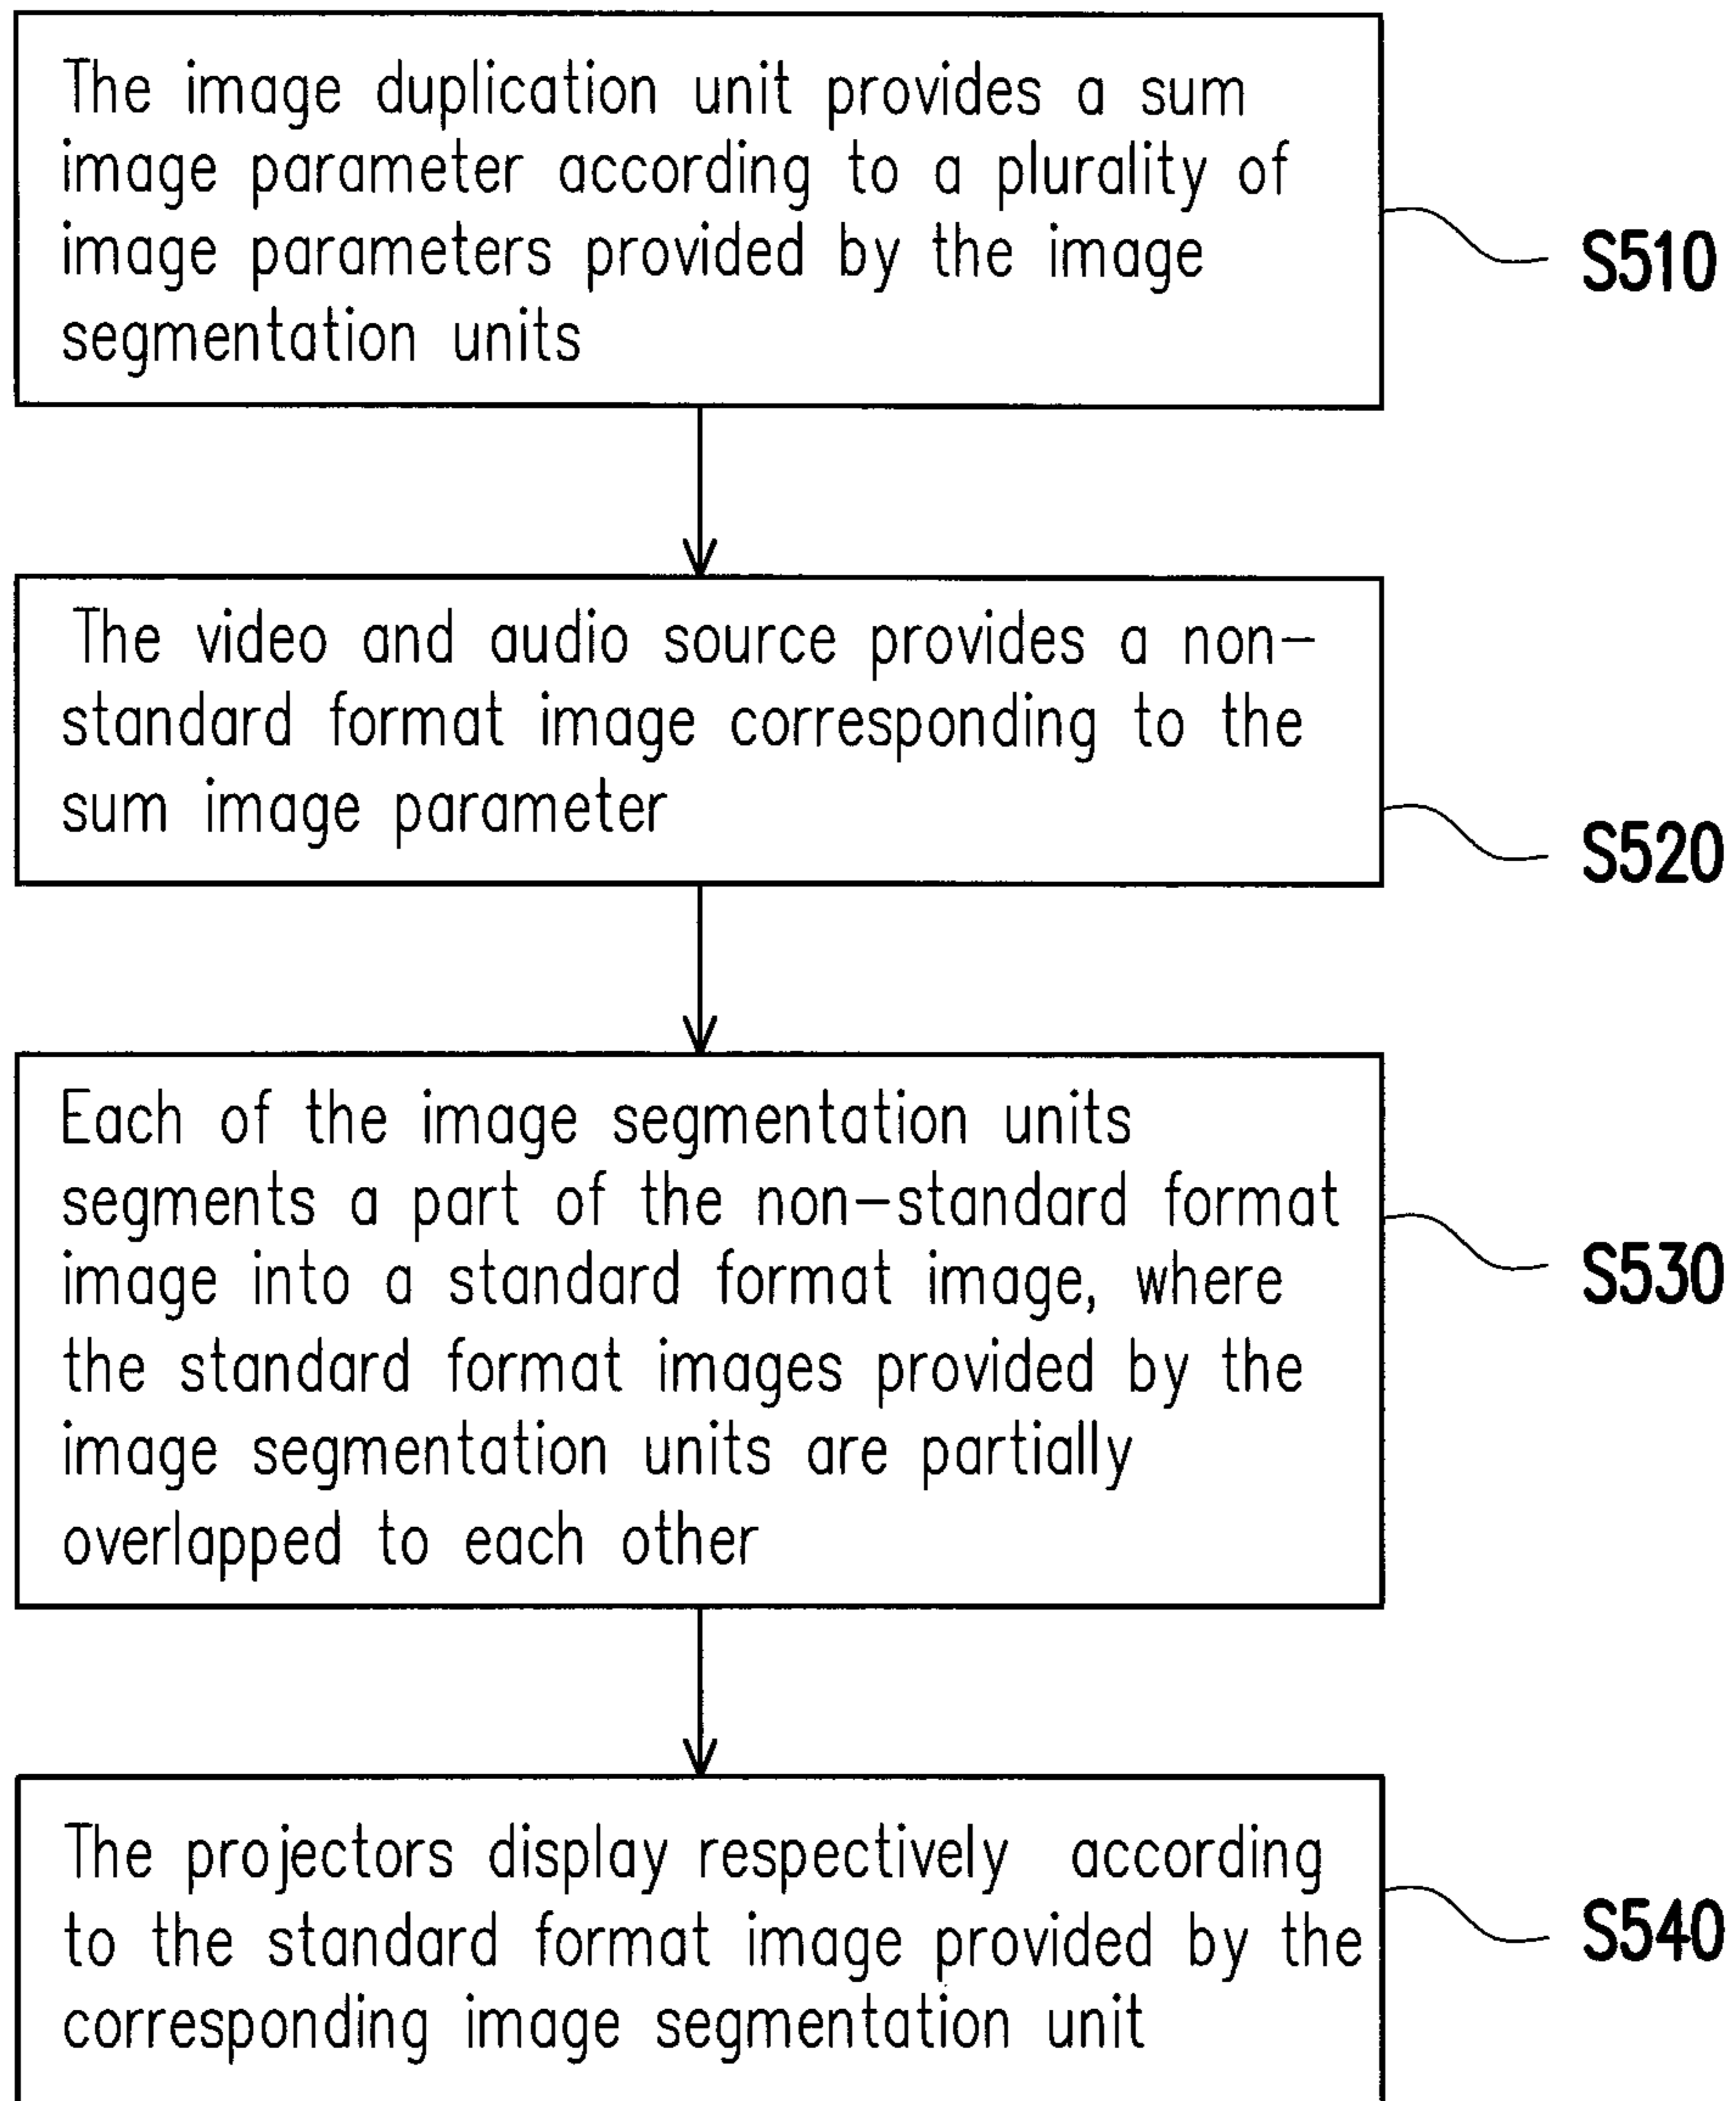 The image duplication unit provides a sum
image parameter according to a plurality of
image parameters provided by the image
segmentation units
S510
The video and audio source provides a non-
standard format image corresponding to the
sum image parameter
S520
Each of the image segmentation units
segments a part of the non-standard format
image into a standard format image, where
the standard format images provided by the
image segmentation units are partially
overlapped to each other
S530
The projectors display respectively according
to the standard format image provided by the
corresponding image segmentation unit
S540